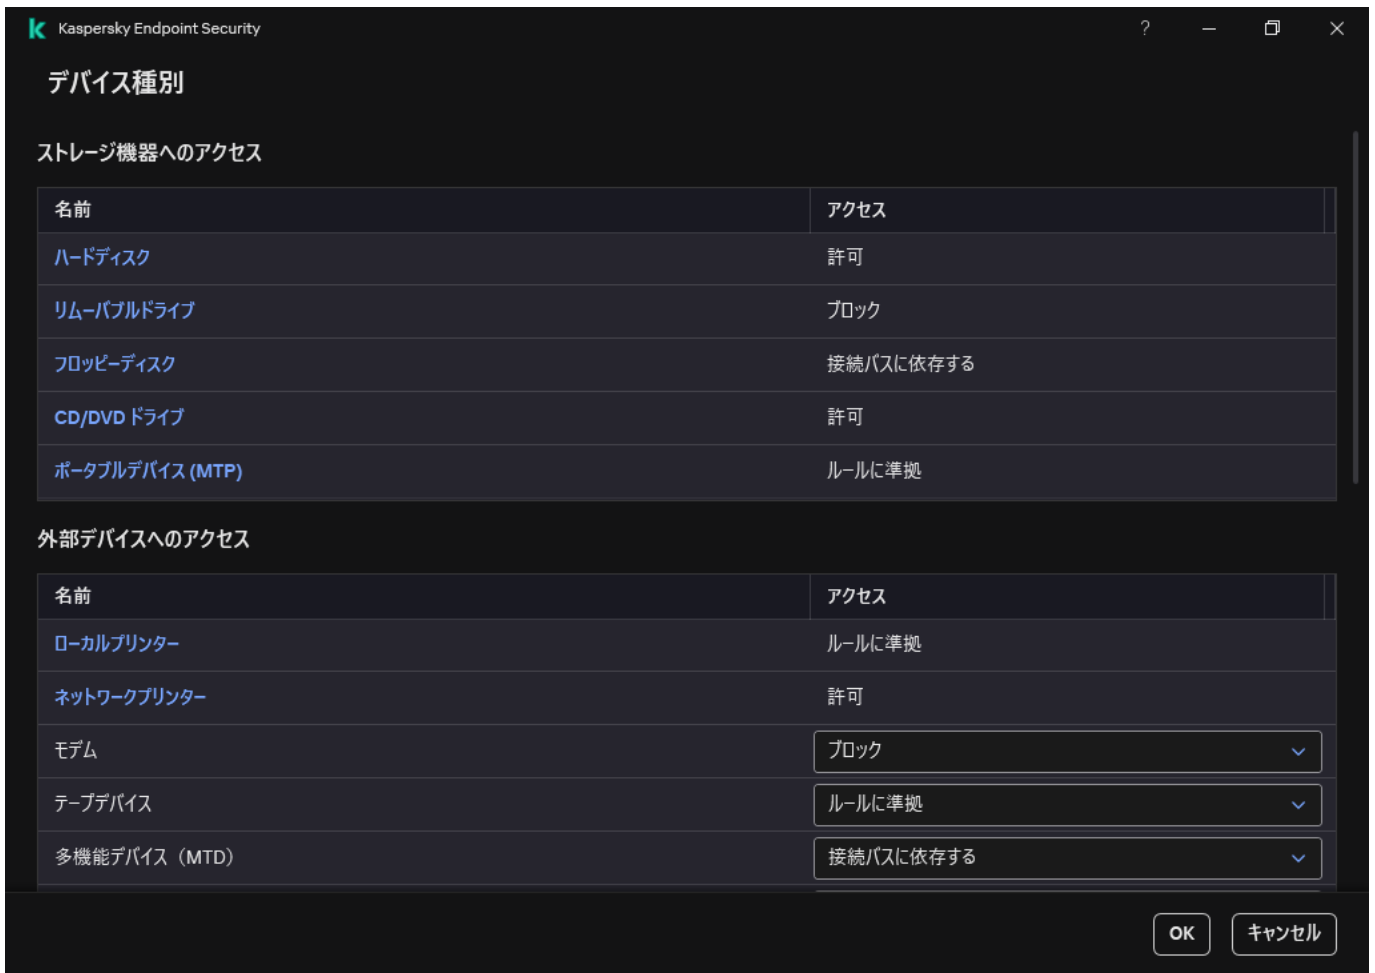 Kaspersky Endpoint Security
デバイス種別
ストレージ機器へのアクセス
名前 アクセス
ハードディスク 許可
リムーバブルドライブ ブロック
フロッピーディスク 接続バスに依存する
CD/DVD ドライブ 許可
ポータブルデバイス (MTP) ルールに準拠
外部デバイスへのアクセス
名前 アクセス
ローカルプリンター ルールに準拠
ネットワークプリンター 許可
モデム ブロック
テープデバイス ルールに準拠
多機能デバイス（MTD） 接続バスに依存する
OK キャンセル